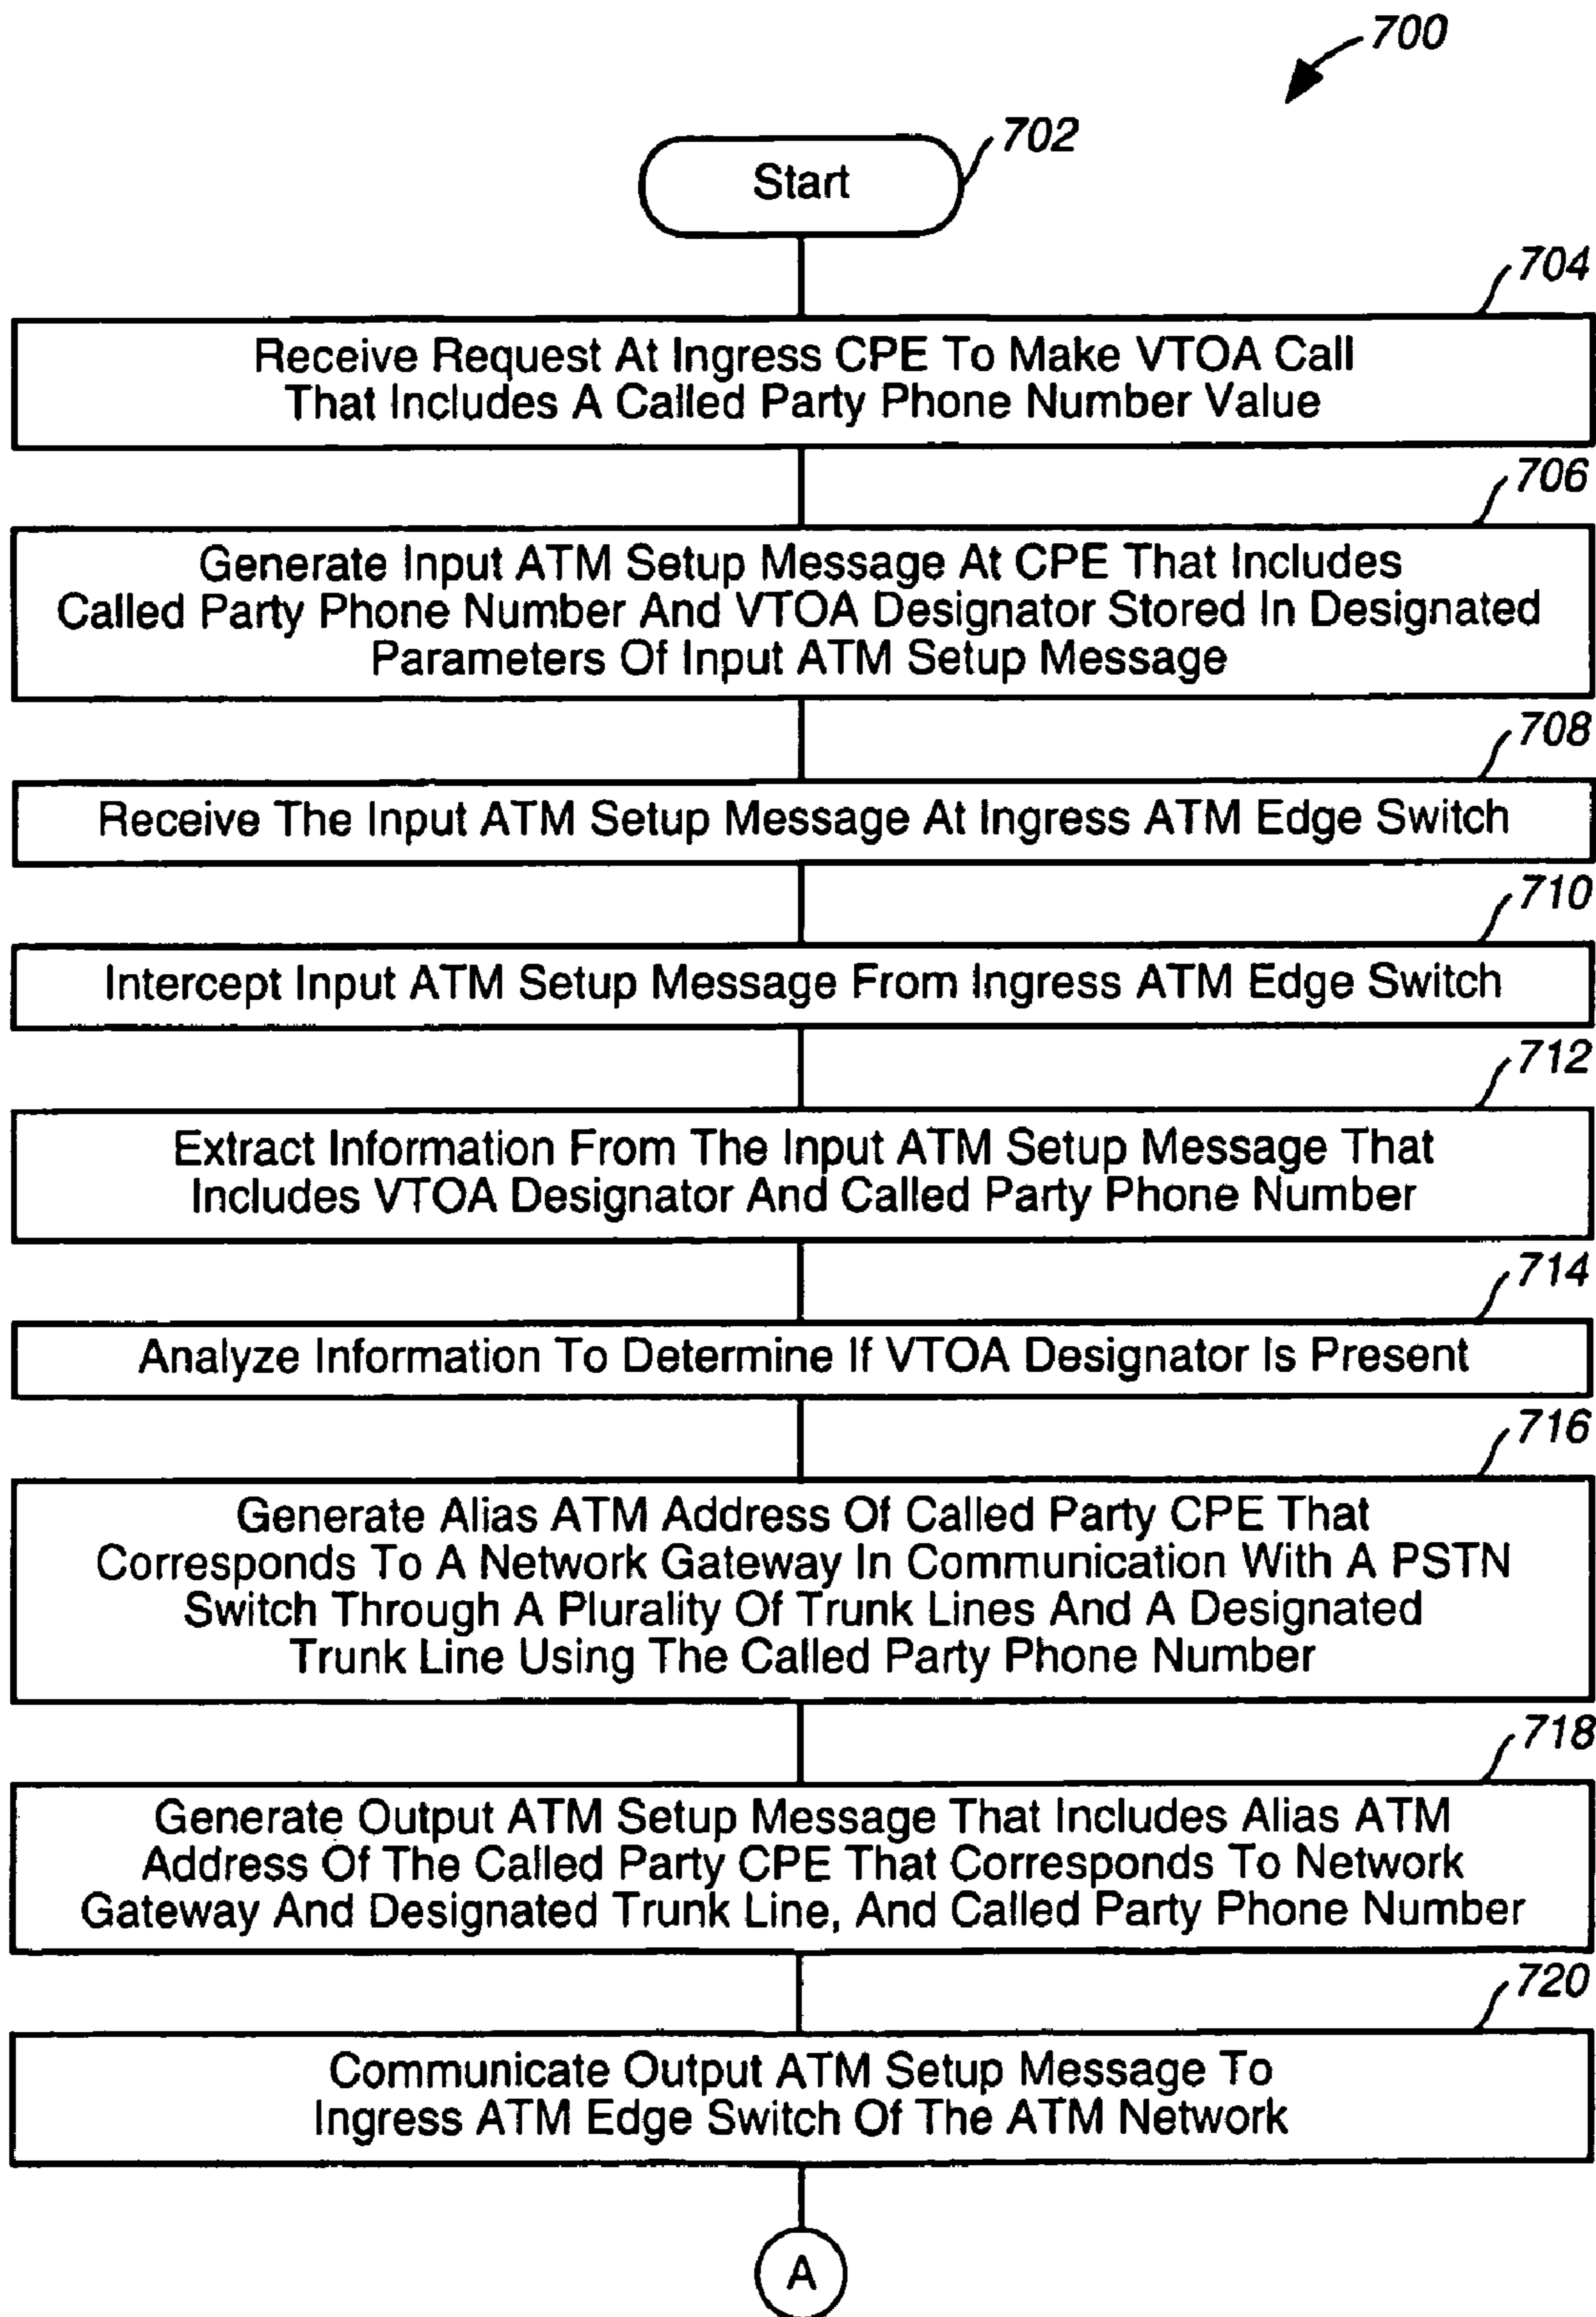 700
702
Start
704
Receive Request At Ingress CPE To Make VTOA Call
That Includes A Called Party Phone Number Value
706
Generate Input ATM Setup Message At CPE That Includes
Called Party Phone Number And VTOA Designator Stored In Designated
Parameters Of Input ATM Setup Message
708
Receive The Input ATM Setup Message At Ingress ATM Edge Switch
710
Intercept Input ATM Setup Message From Ingress ATM Edge Switch
712
Extract Information From The Input ATM Setup Message That
Includes VTOA Designator And Called Party Phone Number
714
Analyze Information To Determine If VTOA Designator Is Present
716
Generate Alias ATM Address Of Called Party CPE That
Corresponds To A Network Gateway In Communication With A PSTN
Switch Through A Plurality Of Trunk Lines And A Designated
Trunk Line Using The Called Party Phone Number
718
Generate Output ATM Setup Message That Includes Alias ATM
Address Of The Called Party CPE That Corresponds To Network
Gateway And Designated Trunk Line, And Called Party Phone Number
720
Communicate Output ATM Setup Message To
Ingress ATM Edge Switch Of The ATM Network
A